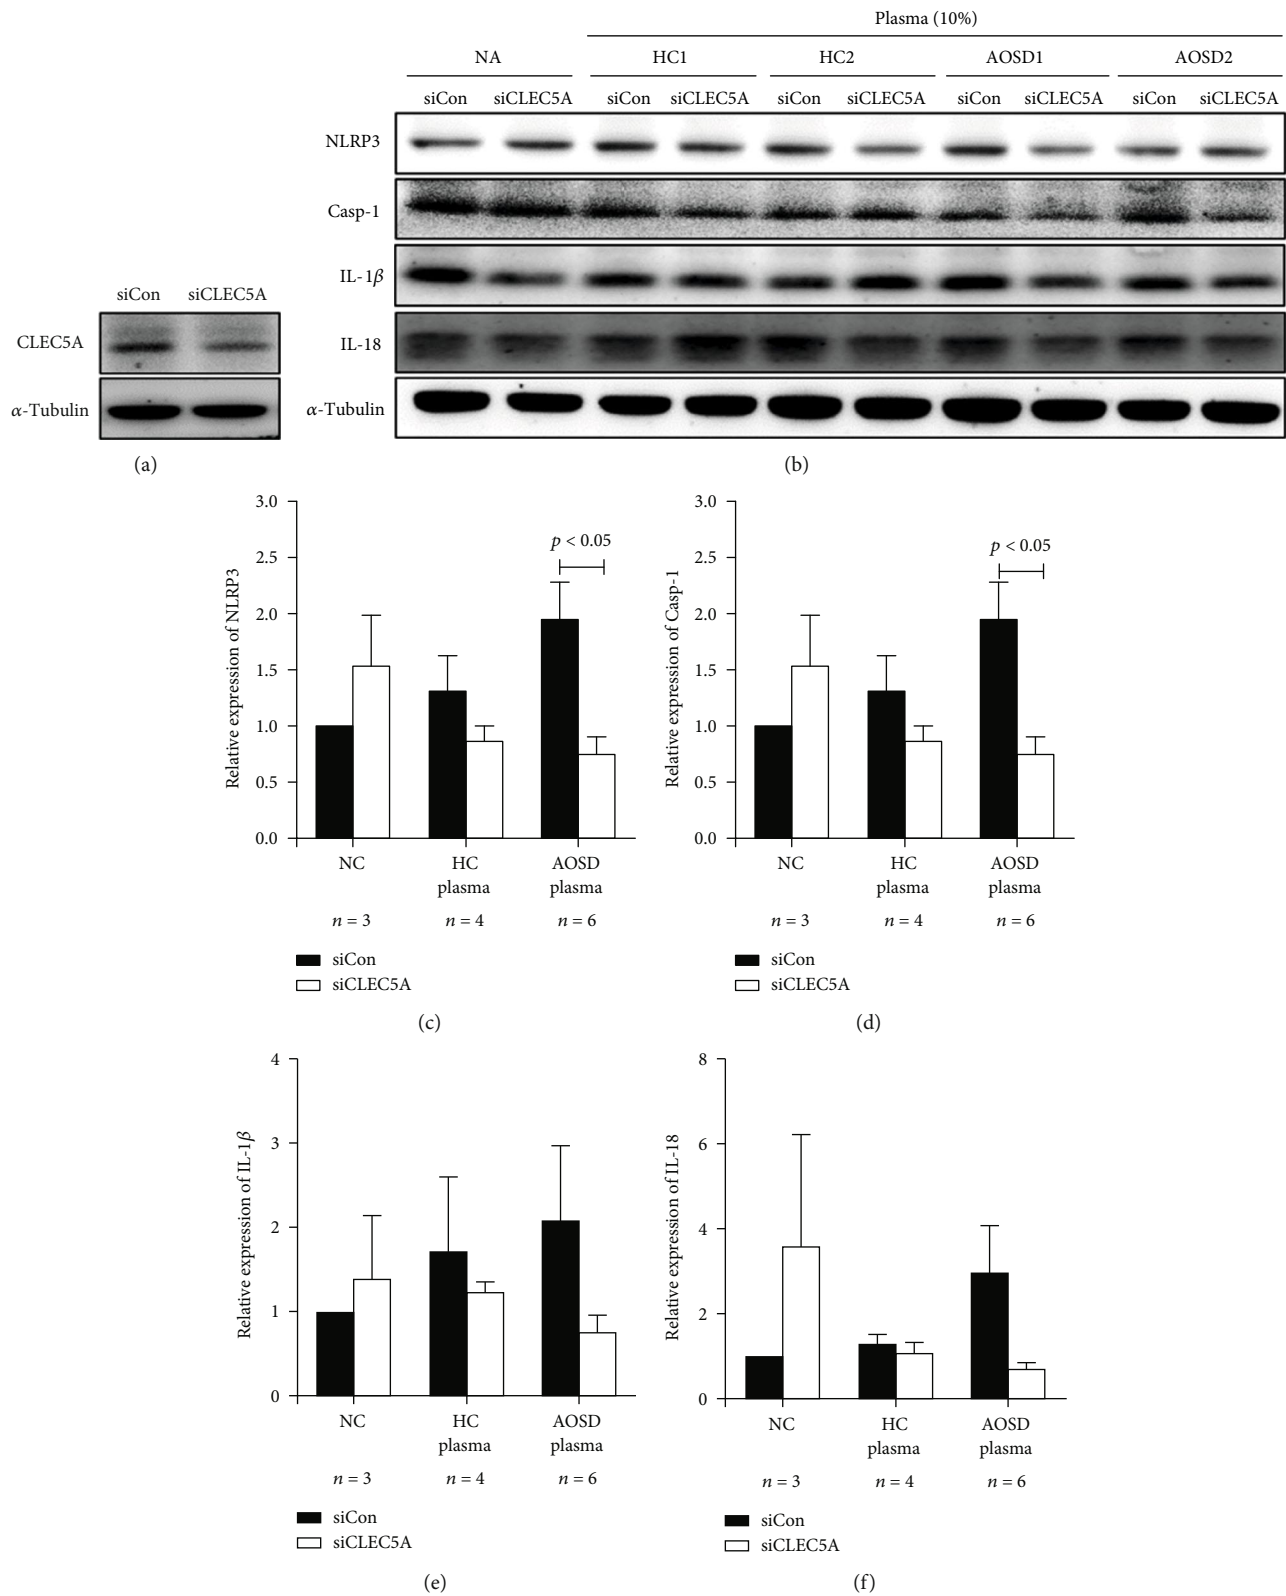 Plasma (10%)
NA HC1 HC2 AOSD1 AOSD2
siCon siCLEC5A siCon siCLEC5A siCon siCLEC5A siCon siCLEC5A siCon siCLEC5A
NLRP3
Casp-1
IL-1β
IL-18
α-Tubulin
siCon siCLEC5A
CLEC5A
α-Tubulin
(a)
(b)
Relative expression of NLRP3
3.0
2.5
2.0
1.5
1.0
0.5
0.0
p < 0.05
NC HC AOSD
plasma plasma
n = 3 n = 4 n = 6
siCon
siCLEC5A
(c)
Relative expression of Casp-1
3.0
2.5
2.0
1.5
1.0
0.5
0.0
p < 0.05
NC HC AOSD
plasma plasma
n = 3 n = 4 n = 6
siCon
siCLEC5A
(d)
Relative expression of IL-1β
4
3
2
1
0
NC HC AOSD
plasma plasma
n = 3 n = 4 n = 6
siCon
siCLEC5A
(e)
Relative expression of IL-18
8
6
4
2
0
NC HC AOSD
plasma plasma
n = 3 n = 4 n = 6
siCon
siCLEC5A
(f)